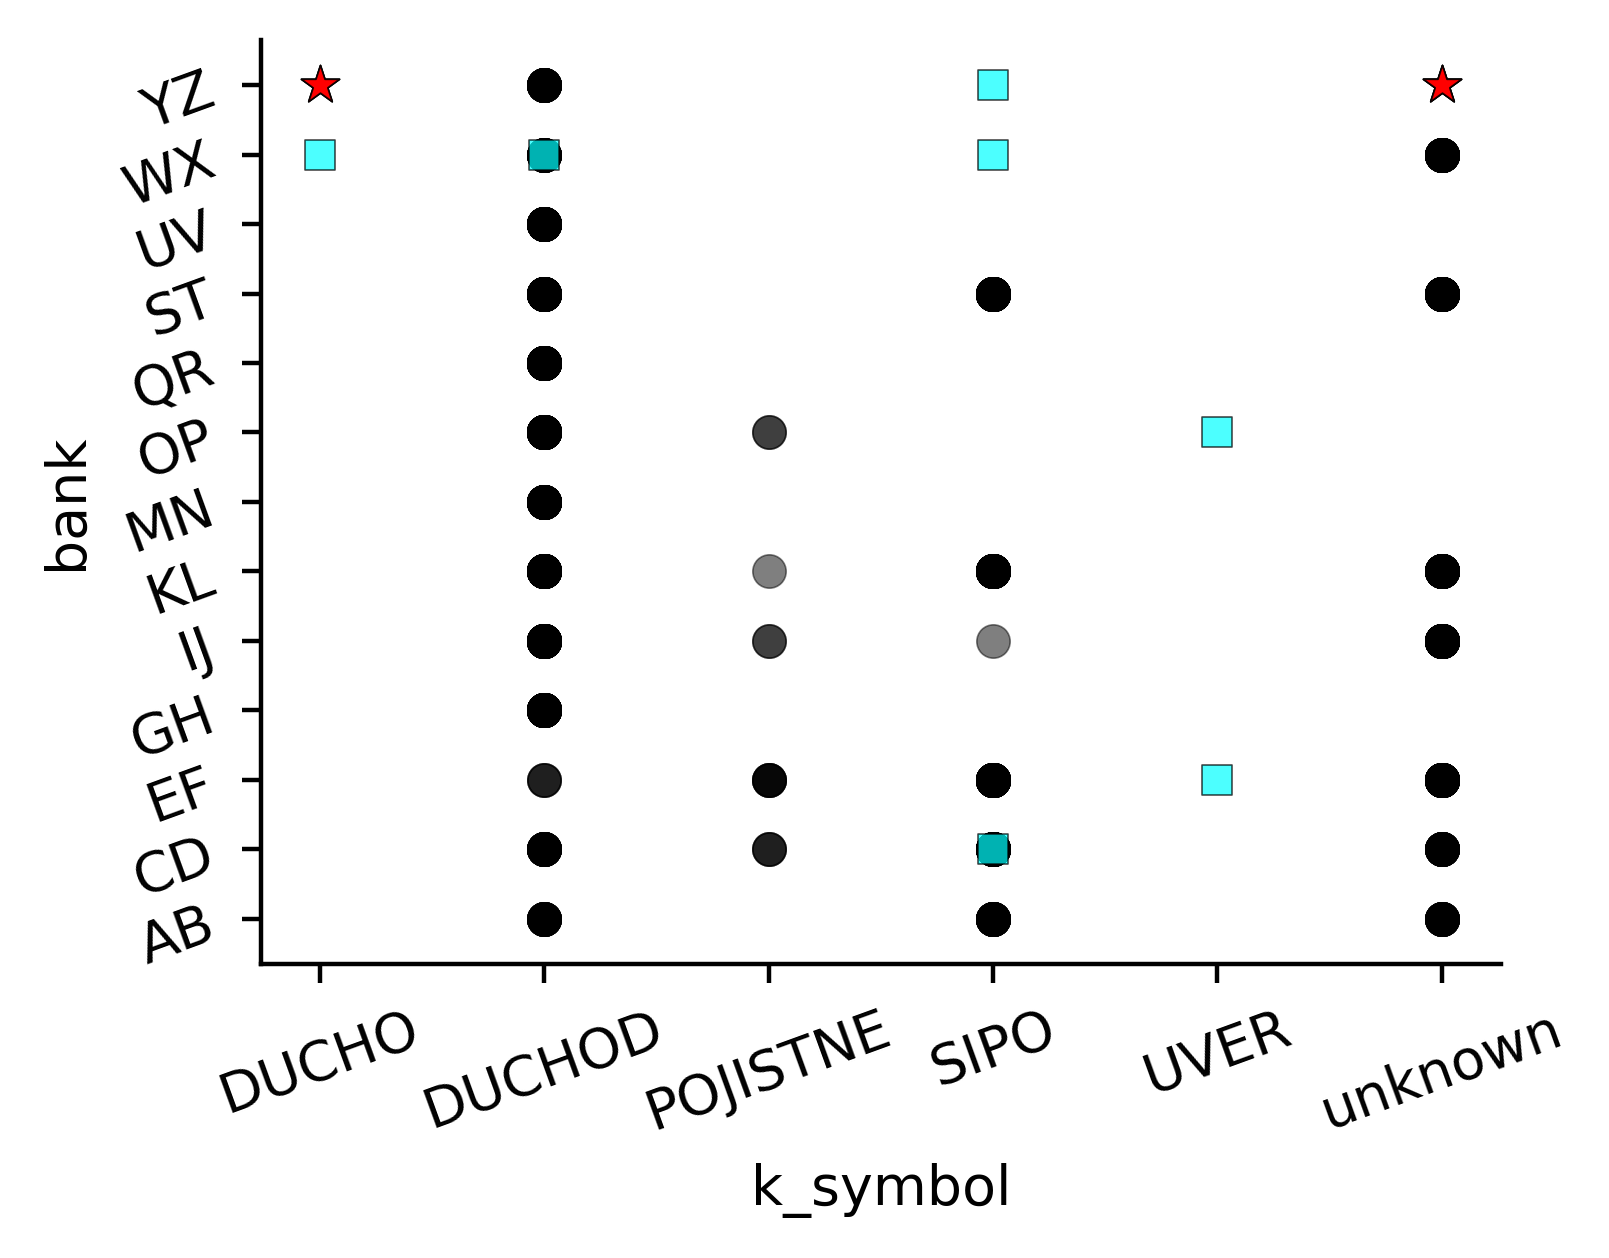 YZ
WX
UV
ST
QR
OP
MN
KL
IJ
GH
EF
CD
AB
bank
DUCHO
DUCHOD
POJISTNE
SIPO
UVER
unknown
k_symbol